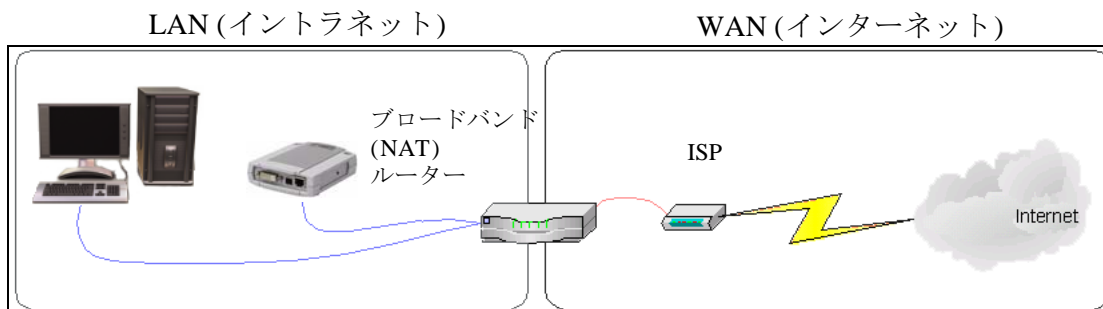 LAN (イントラネット)
WAN (インターネット)
ブロードバンド
(NAT)
ルーター
ISP
Internet